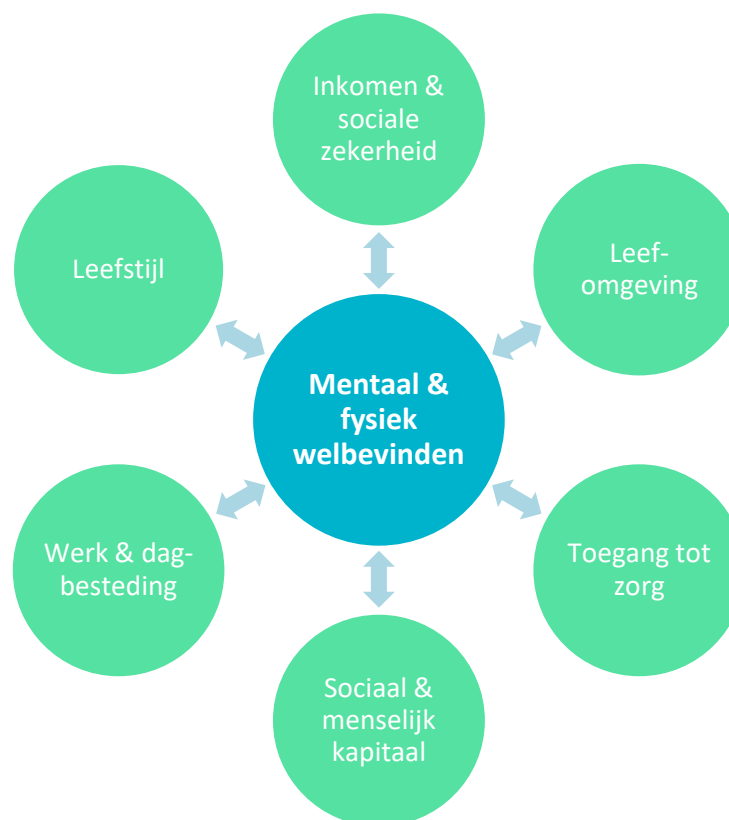 Inkomen &
sociale
zekerheid
Leefstijl
Leef-
omgeving
Mentaal &
fysiek
welbevinden
Werk & dag-
besteding
Toegang tot
zorg
Sociaal &
menselijk
kapitaal